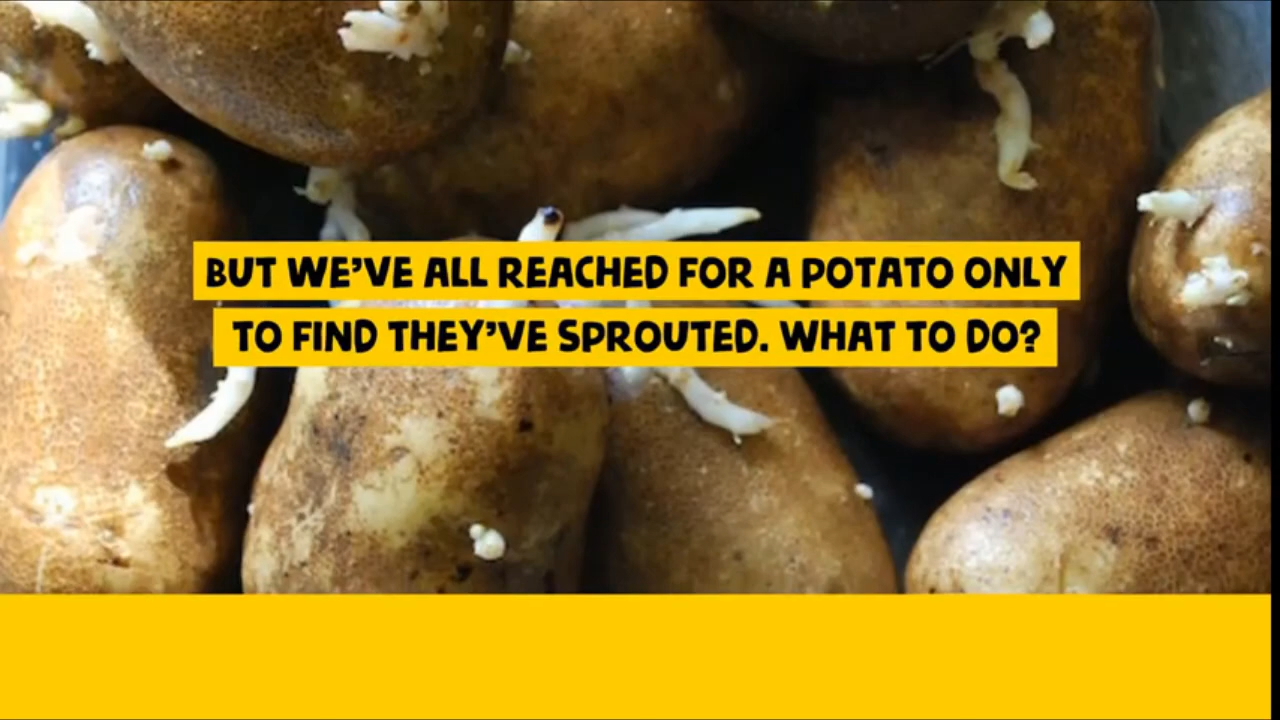 BUT WE'VE ALL REACHED FOR A POTATO ONLY
TO FIND THEY'VE SPROUTED. WHAT TO DO?